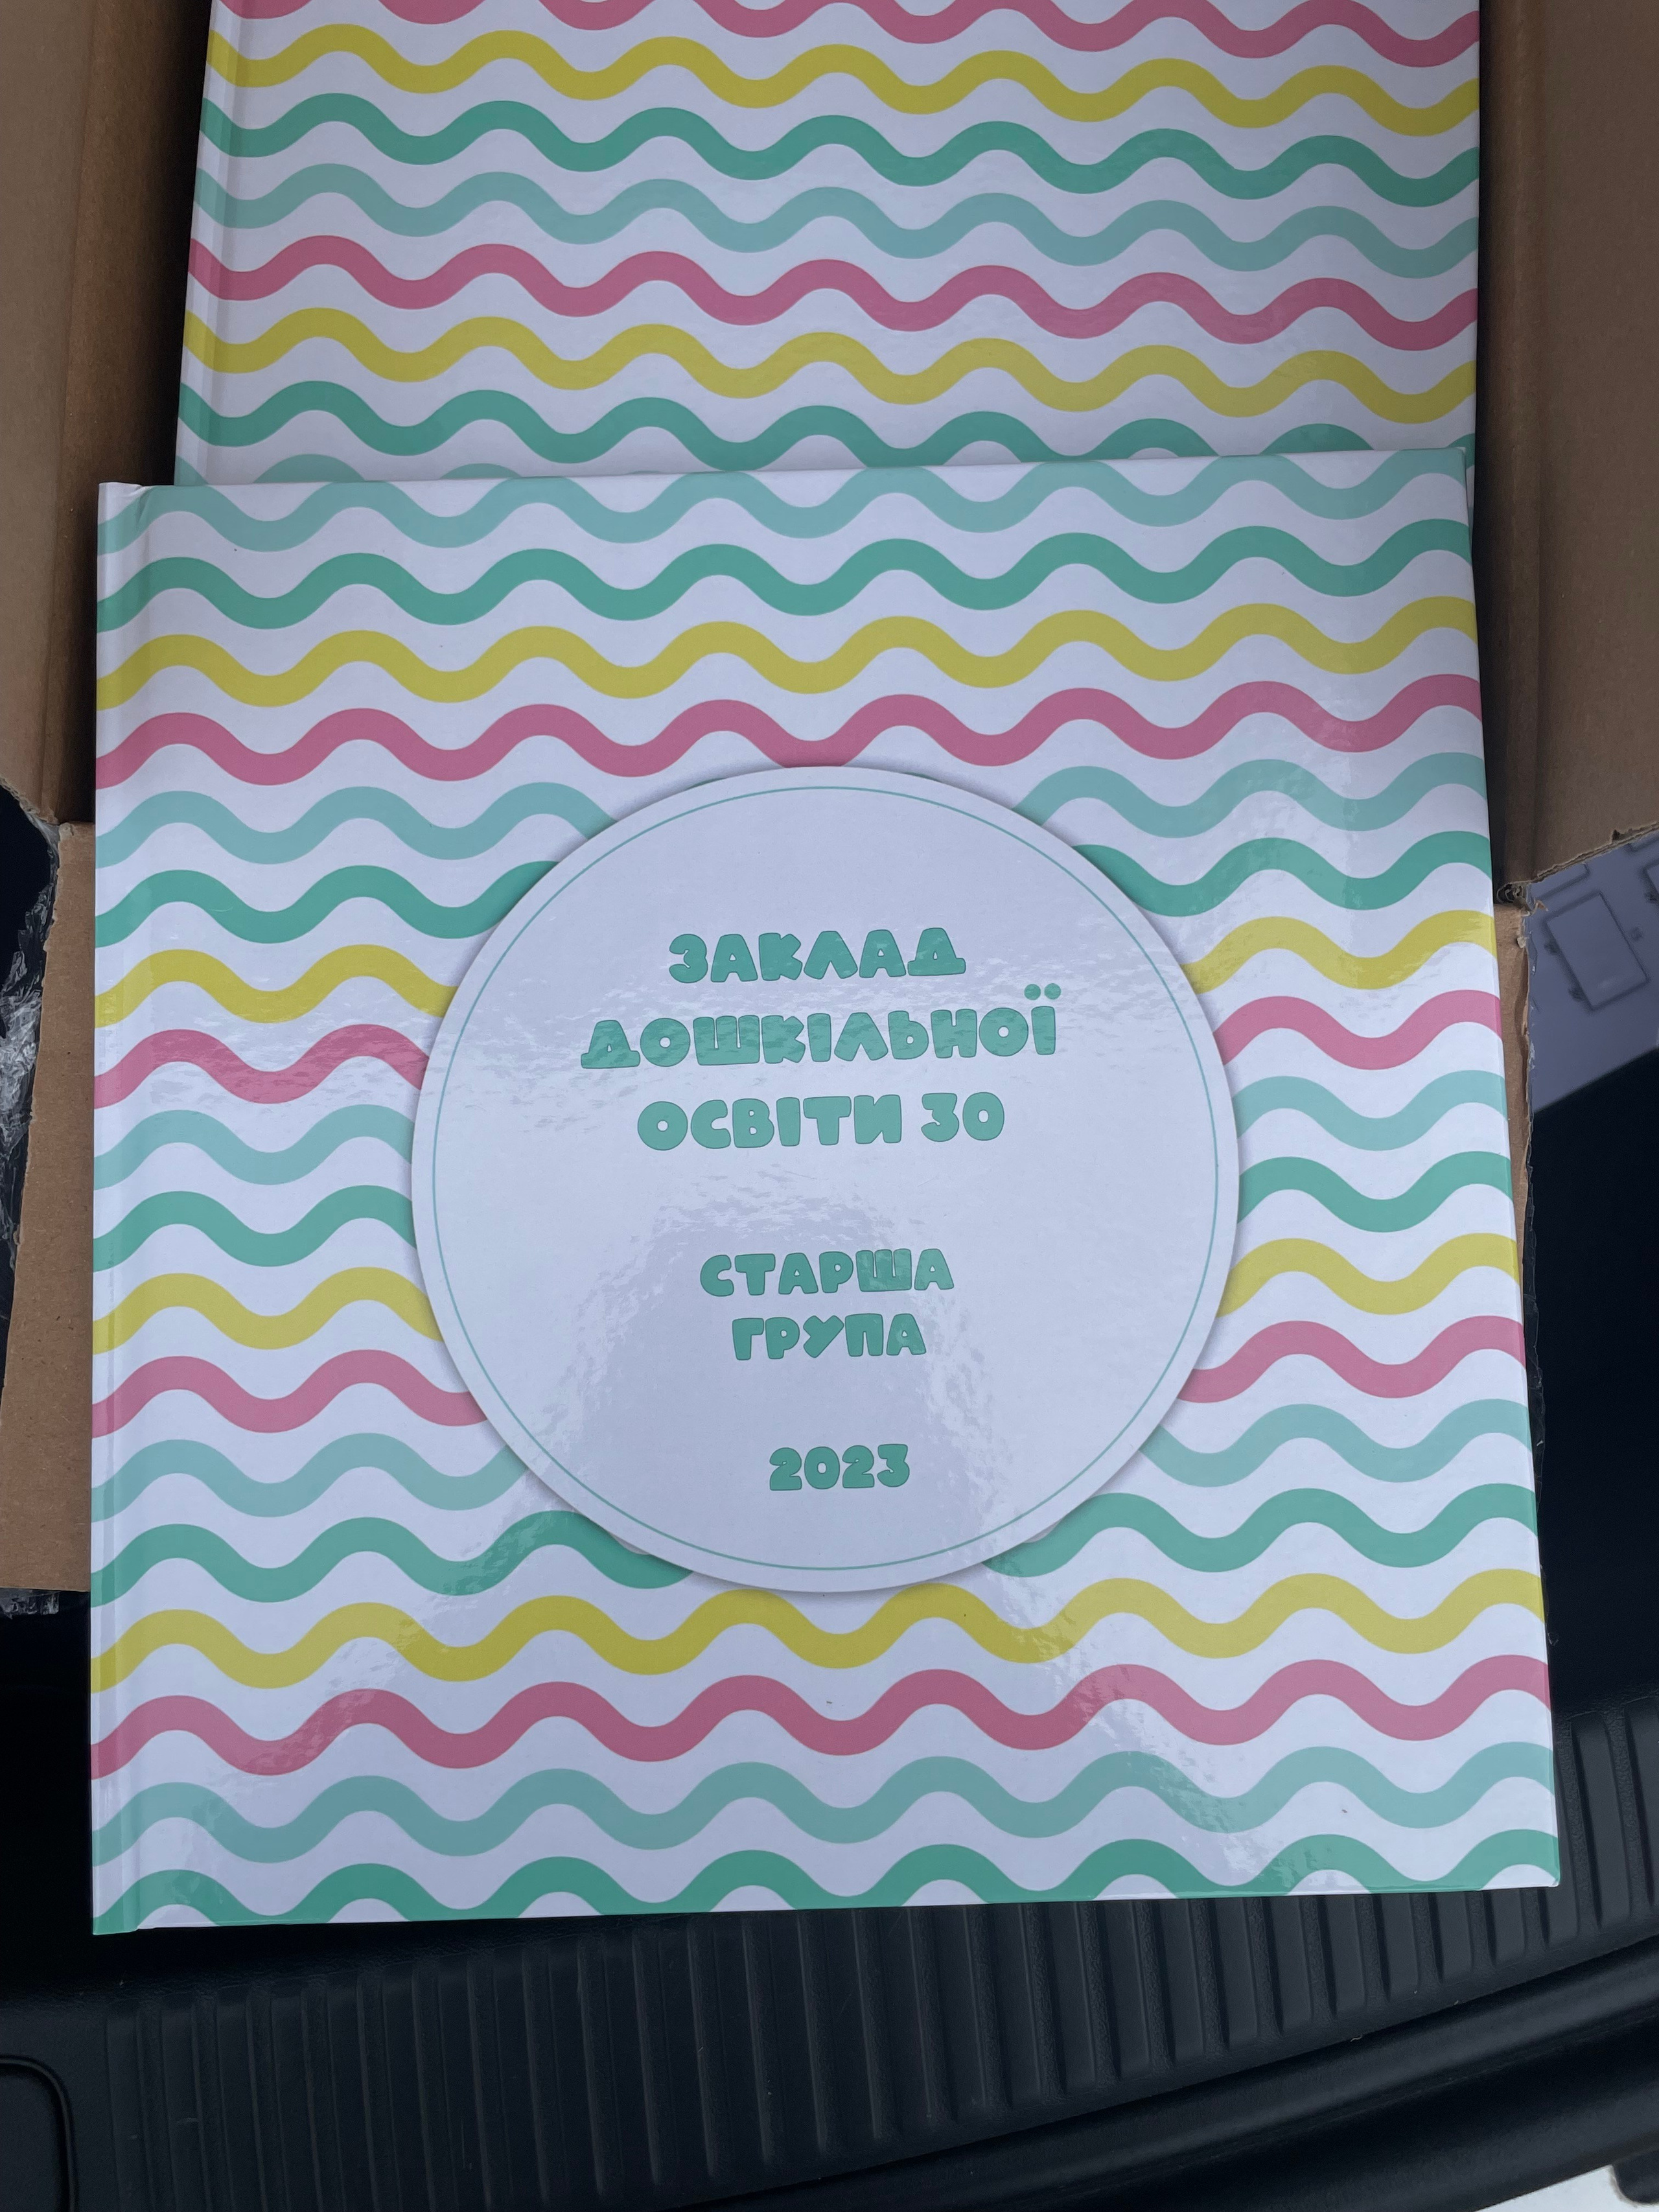 ЗАКЛАД
ДОШКІЛЬНОЇ
ОСВІТИ 30
СТАРША
ГРУПА
2023